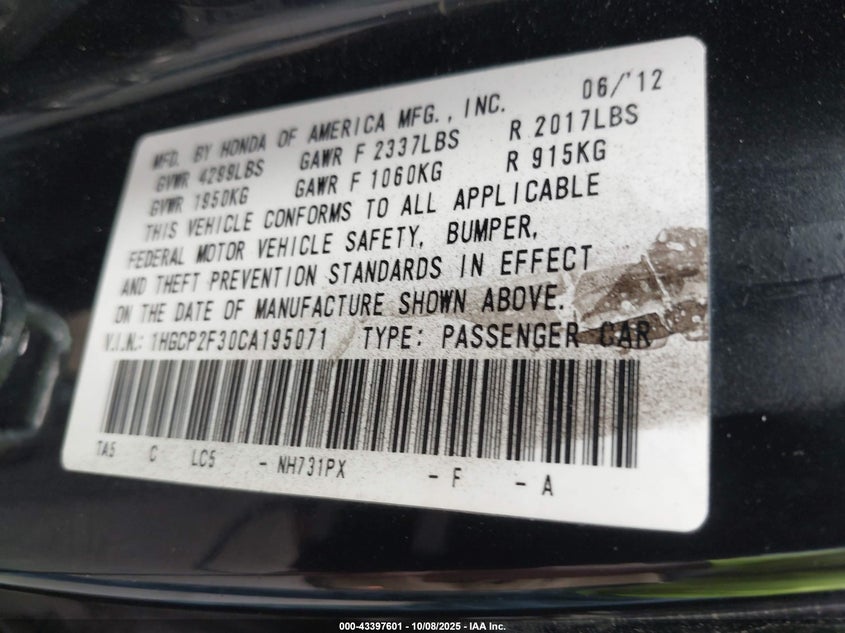 06/'12
MFD. BY HONDA OF AMERICA MFG., INC.
GVWR 4299LBS GAWR F 2337LBS R 2017LBS
GVWR 1950KG GAWR F 1060KG R 915KG
THIS VEHICLE CONFORMS TO ALL APPLICABLE
FEDERAL MOTOR VEHICLE SAFETY, BUMPER,
AND THEFT PREVENTION STANDARDS IN EFFECT
ON THE DATE OF MANUFACTURE SHOWN ABOVE.
V.I.N.: 1HGCP2F30CA195071 TYPE: PASSENGER CAR
TA5 C LC5 - NH731PX - F - A
000-43397601 - 10/08/2025 - IAA Inc.